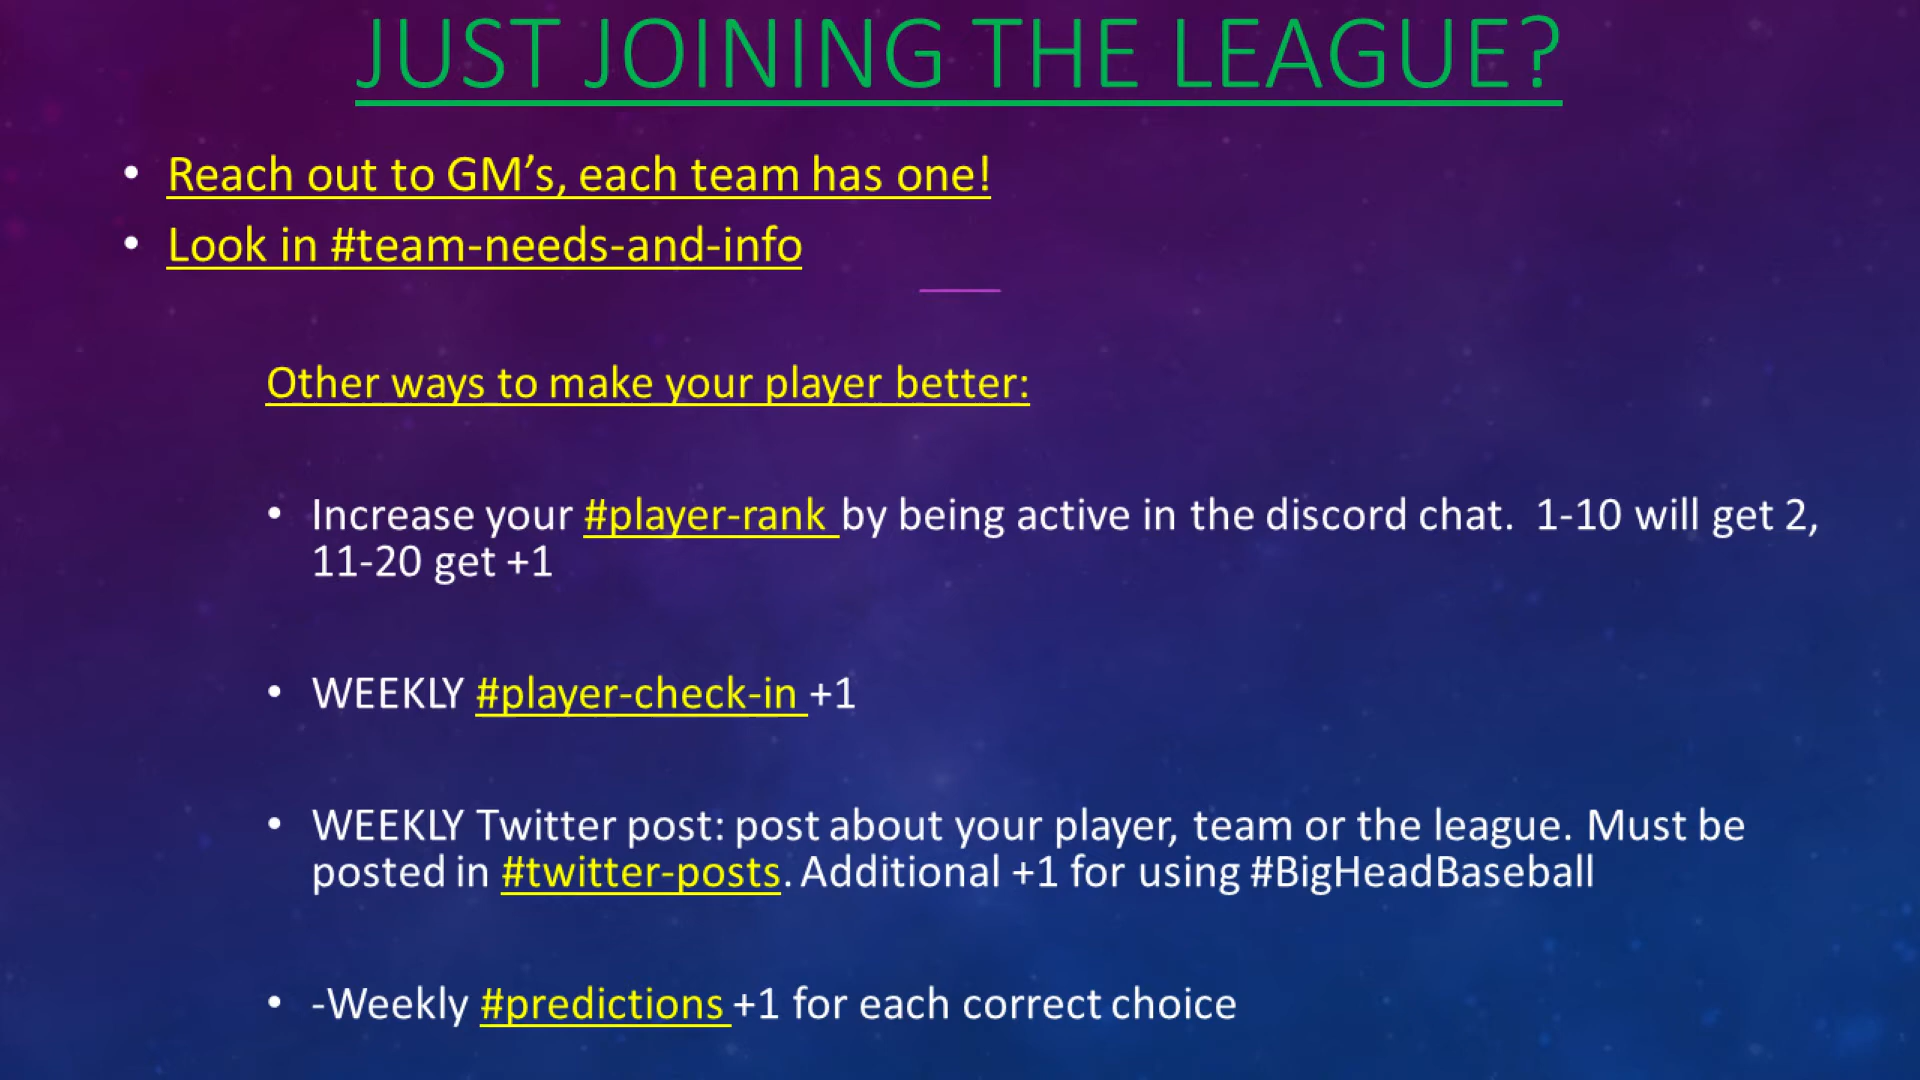 JUST JOINING THE LEAGUE?
• Reach out to GM’s, each team has one!
• Look in #team-needs-and-info
Other ways to make your player better:
• Increase your #player-rank by being active in the discord chat.  1-10 will get 2,
11-20 get +1
• WEEKLY #player-check-in +1
• WEEKLY Twitter post: post about your player, team or the league. Must be
posted in #twitter-posts. Additional +1 for using #BigHeadBaseball
• -Weekly #predictions +1 for each correct choice